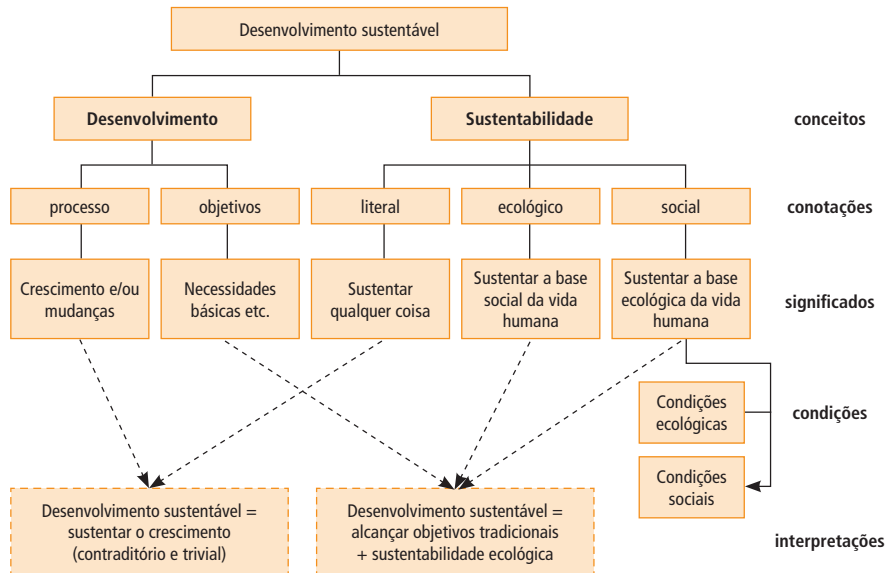 Desenvolvimento sustentável
Desenvolvimento
Sustentabilidade
conceitos
processo
objetivos
literal
ecológico
social
conotações
Crescimento e/ou
mudanças
Necessidades
básicas etc.
Sustentar
qualquer coisa
Sustentar a base
social da vida
humana
Sustentar a base
ecológica da vida
humana
significados
Condições
ecológicas
condições
Condições
sociais
Desenvolvimento sustentável =
sustentar o crescimento
(contraditório e trivial)
Desenvolvimento sustentável =
alcançar objetivos tradicionais
+ sustentabilidade ecológica
interpretações